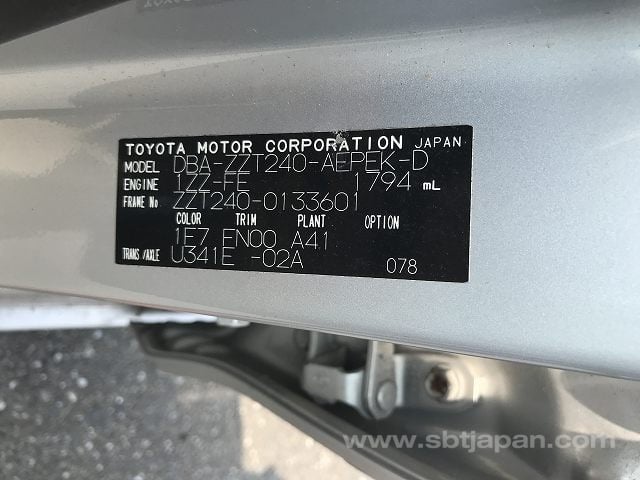 TOYOTA MOTOR CORPORATION JAPAN
MODEL DBA-ZZT240-AEPEK-D
ENGINE 1ZZ-FE 1794 mL
FRAME No ZZT240-0133601
COLOR TRIM PLANT OPTION
1F7 FN00 A41
TRANS/AXLE U341E -02A 078
www.sbtjapan.com